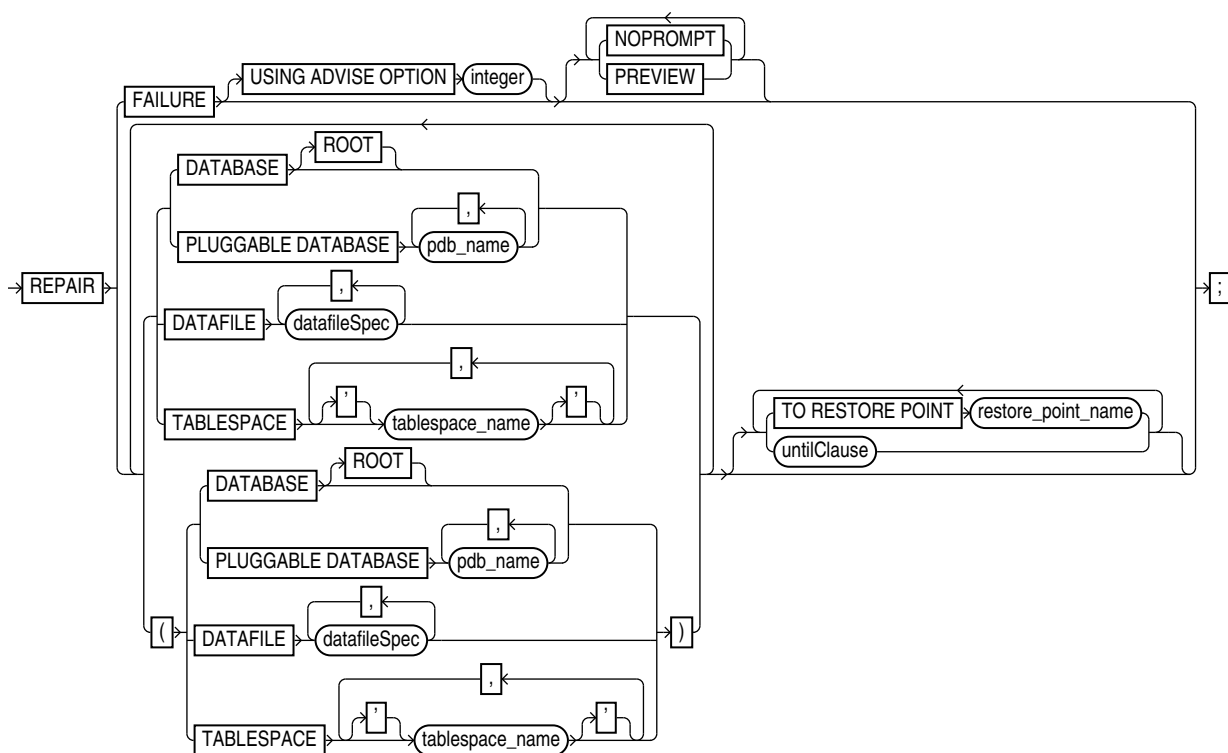 NOPROMPT
USING ADVISE OPTION integer
PREVIEW
FAILURE
ROOT
DATABASE
,
PLUGGABLE DATABASE pdb_name
REPAIR ;
,
DATAFILE datafileSpec
,
' '
TABLESPACE tablespace_name
TO RESTORE POINT restore_point_name
untilClause
ROOT
DATABASE
,
PLUGGABLE DATABASE pdb_name
,
( DATAFILE datafileSpec )
,
' '
TABLESPACE tablespace_name